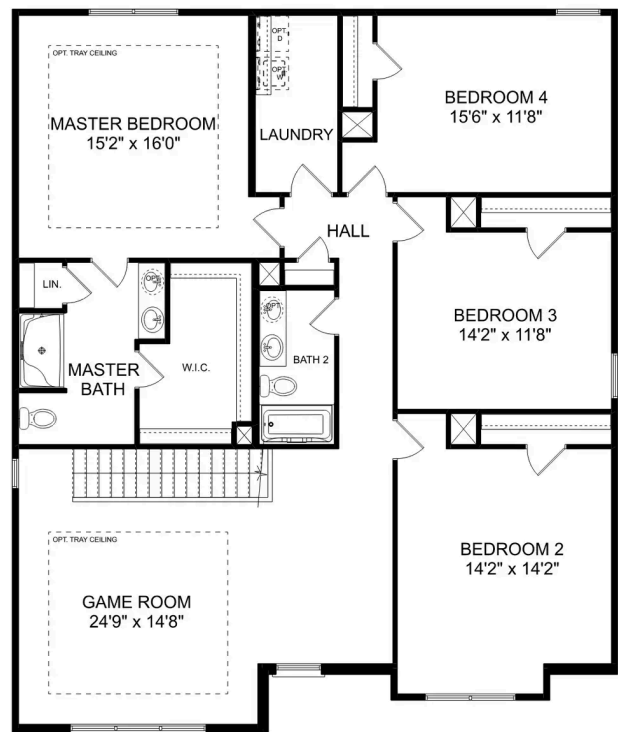 OPT. TRAY CEILING
MASTER BEDROOM
15'2" x 16'0"
OPT
D
OPT
W
LAUNDRY
BEDROOM 4
15'6" x 11'8"
HALL
LIN.
OPT.
MASTER
BATH
W.I.C.
OPT.
BATH 2
BEDROOM 3
14'2" x 11'8"
OPT. TRAY CEILING
GAME ROOM
24'9" x 14'8"
BEDROOM 2
14'2" x 14'2"